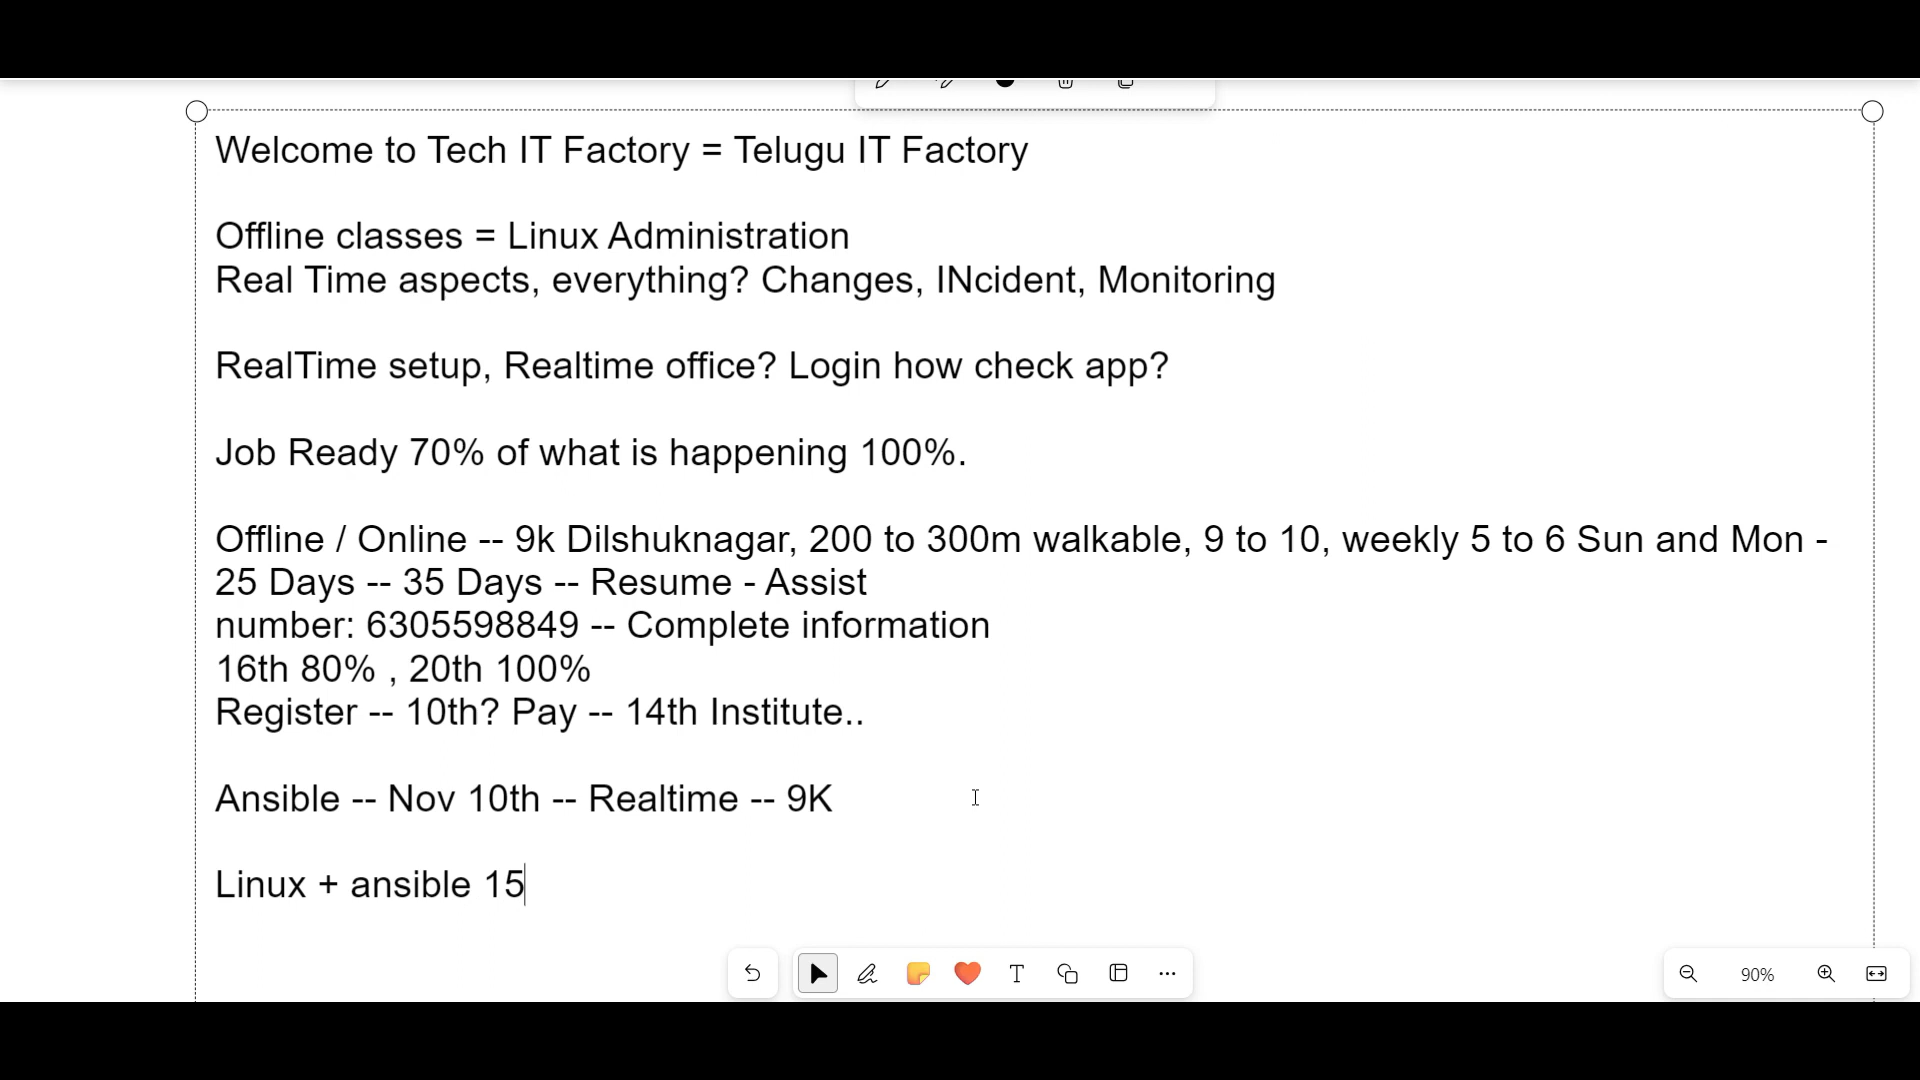 Welcome to Tech IT Factory = Telugu IT Factory
Offline classes = Linux Administration
Real Time aspects, everything? Changes, INcident, Monitoring
RealTime setup, Realtime office? Login how check app?
Job Ready 70% of what is happening 100%.
Offline / Online -- 9k Dilshuknagar, 200 to 300m walkable, 9 to 10, weekly 5 to 6 Sun and Mon -
25 Days -- 35 Days -- Resume - Assist
number: 6305598849 -- Complete information
16th 80% , 20th 100%
Register -- 10th? Pay -- 14th Institute..
Ansible -- Nov 10th -- Realtime -- 9K
Linux + ansible 15
90%